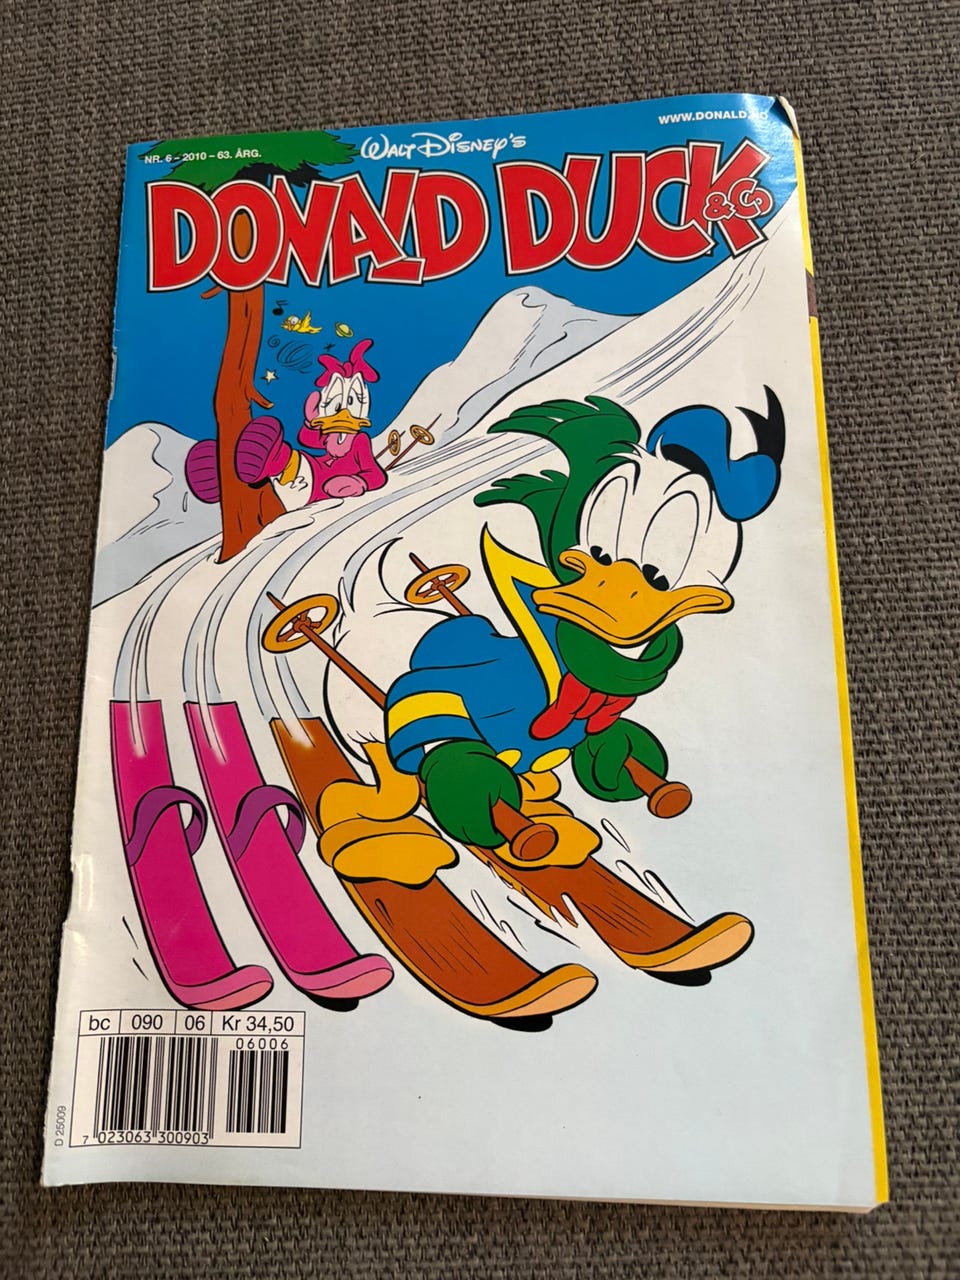 NR. 6 – 2010 – 63. ÅRG.
WALT DISNEY'S
WWW.DONALD.NO
DONALD DUCK
&Co
bc 090 06 Kr 34,50
06006
7 023063 300903
D 25009